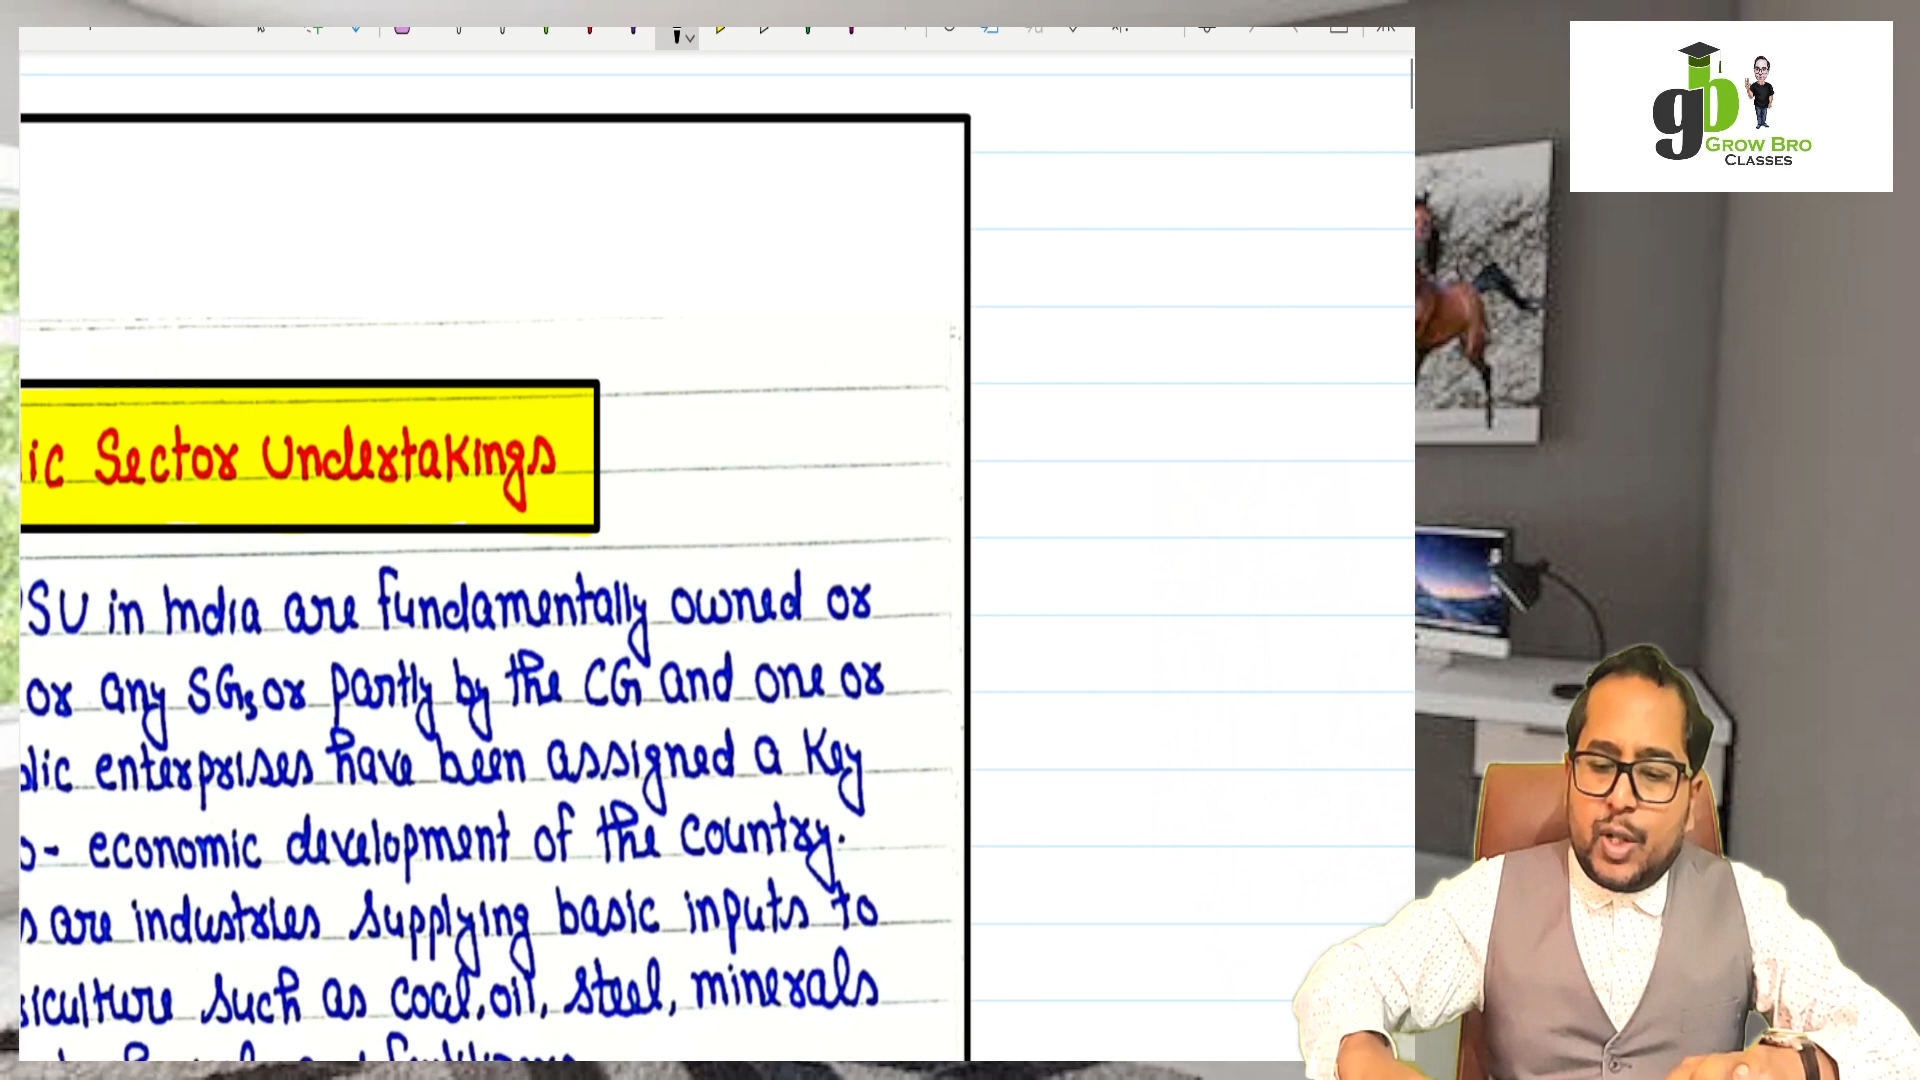 GROW BRO
CLASSES
ic Sector Undertakings
SU in India are fundamentally owned or
or any SGs or partly by the CG and one or
lic enterprises have been assigned a key
o- economic development of the country.
s are industries supplying basic inputs to
iculture such as coal, oil, steel, minerals